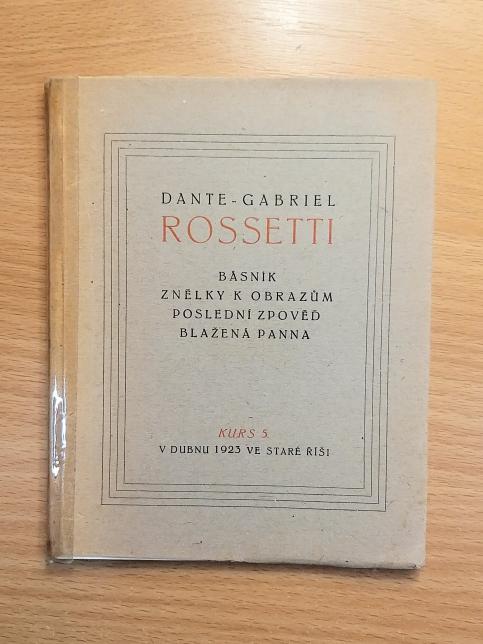 DANTE-GABRIEL
ROSSETTI
BÁSNÍK
ZNĚLKY K OBRAZŮM
POSLEDNÍ ZPOVĚĎ
BLAŽENÁ PANNA
KURS 5.
V DUBNU 1923 VE STARÉ ŘÍŠI